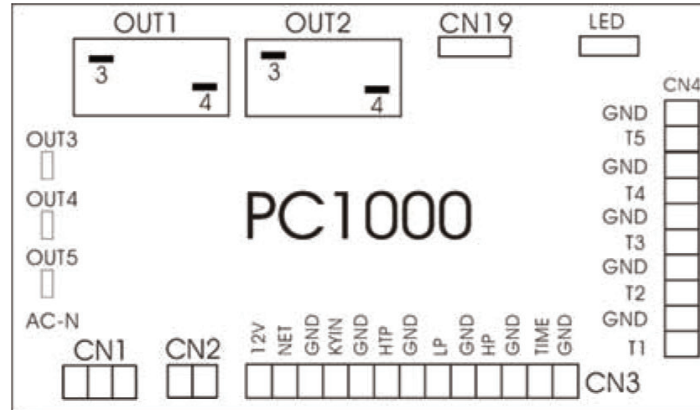 OUT1 OUT2 CN19 LED
3 4 3 4
CN4
GND
T5
GND
T4
GND
T3
GND
T2
GND
T1
OUT3
OUT4
OUT5
AC-N
PC1000
CN1 CN2
12V NET GND KYIN GND HTP GND LP GND HP GND TIME GND
CN3